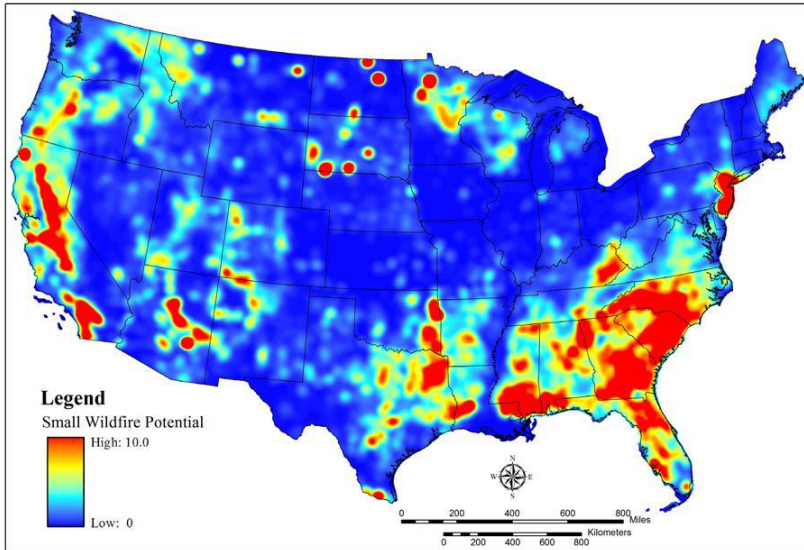 Legend
Small Wildfire Potential
High: 10.0
Low: 0
N
W E
S
0 200 400 600 800
Miles
Kilometers
0 100 200 400 600 800